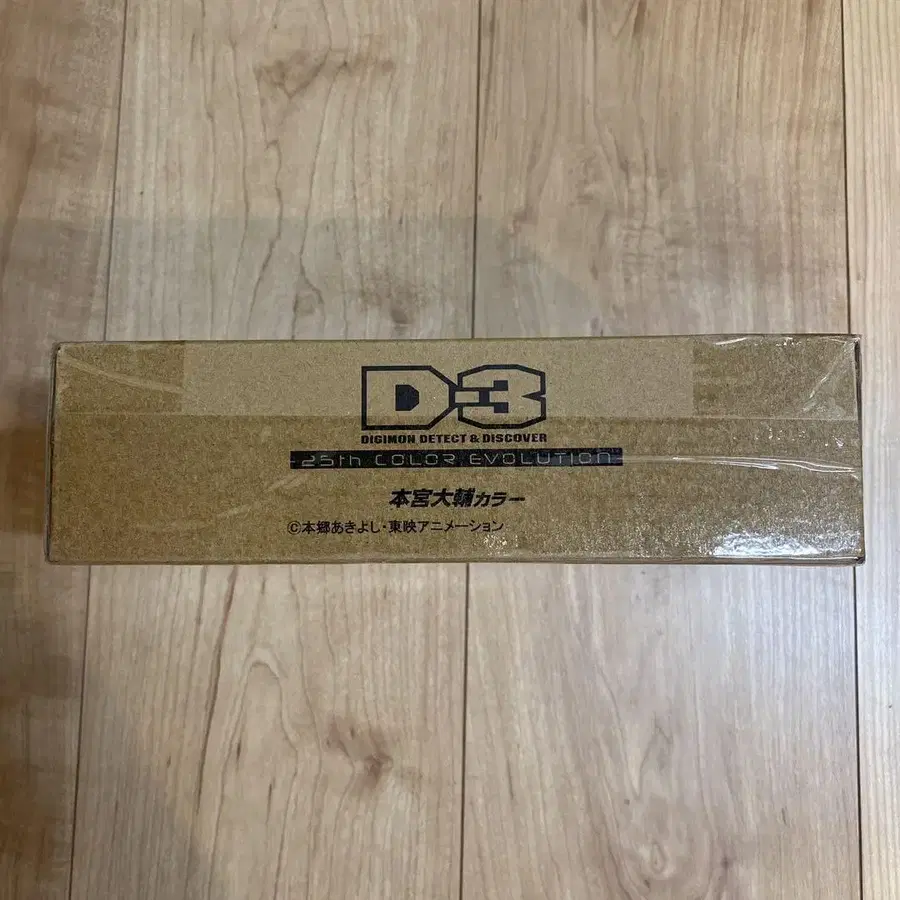 D-3
DIGIMON DETECT & DISCOVER
-25th COLOR EVOLUTION-
本宮大輔カラー
©本郷あきよし・東映アニメーション